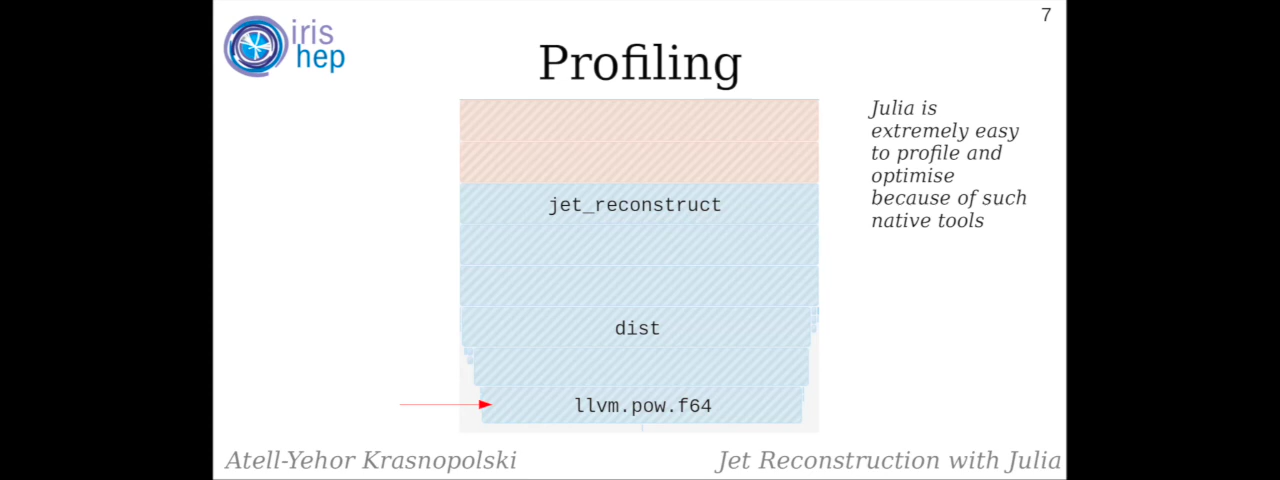 7
iris
hep
Profiling
Julia is
extremely easy
to profile and
optimise
because of such
native tools
jet_reconstruct
dist
llvm.pow.f64
Atell-Yehor Krasnopolski
Jet Reconstruction with Julia